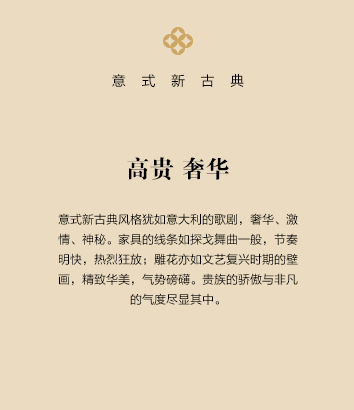 意式新古典
高贵 奢华
意式新古典风格犹如意大利的歌剧，奢华、激
情、神秘。家具的线条如探戈舞曲一般，节奏
明快，热烈狂放；雕花亦如文艺复兴时期的壁
画，精致华美，气势磅礴。贵族的骄傲与非凡
的气度尽显其中。